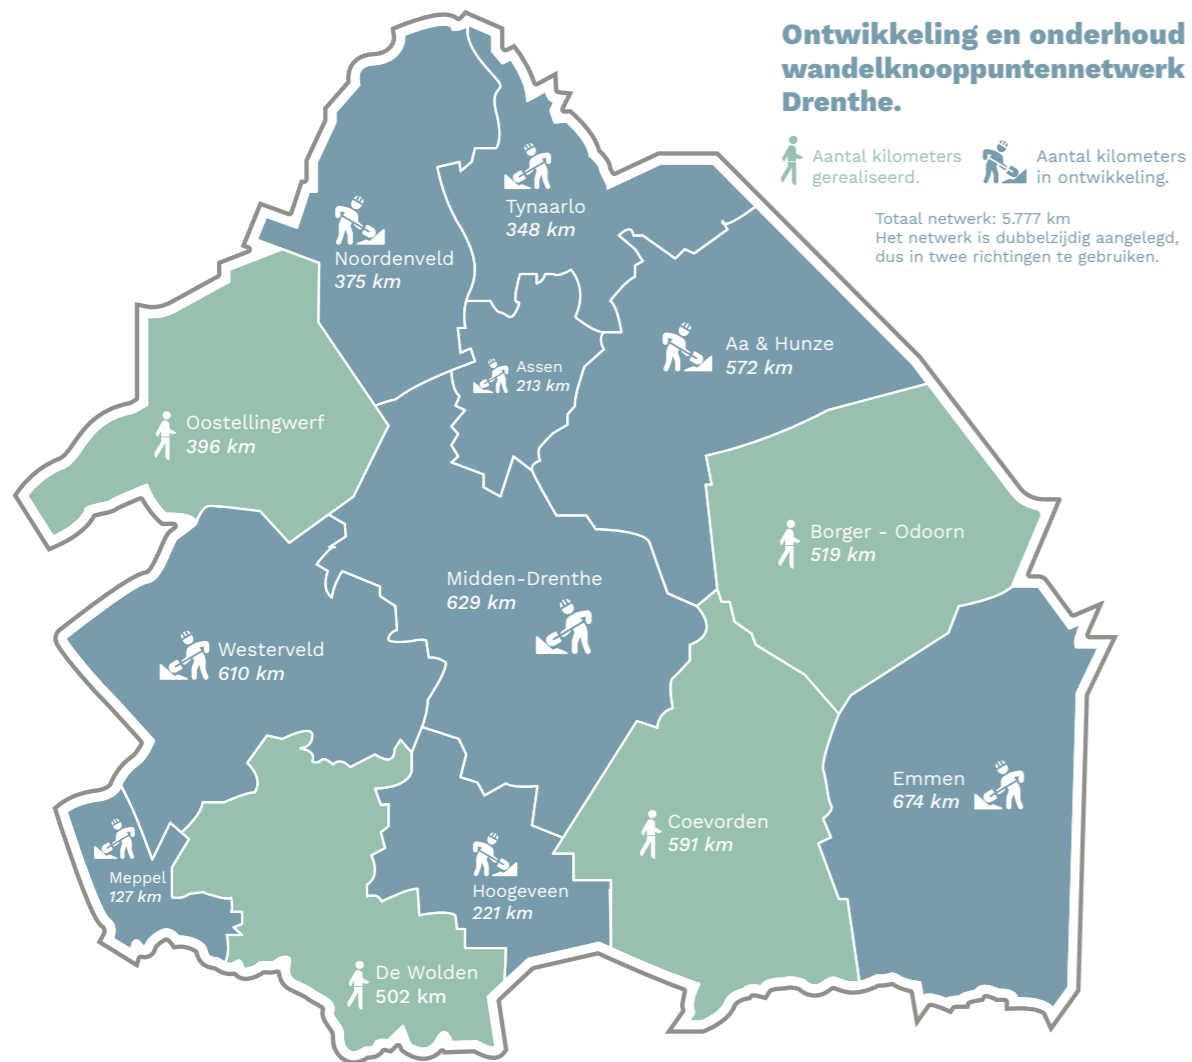 Ontwikkeling en onderhoud
wandelknooppuntennetwerk
Drenthe.
Aantal kilometers
gerealiseerd.
Aantal kilometers
in ontwikkeling.
Totaal netwerk: 5.777 km
Het netwerk is dubbelzijdig aangelegd,
dus in twee richtingen te gebruiken.
Tynaarlo
348 km
Noordenveld
375 km
Aa & Hunze
572 km
Assen
213 km
Oostellingwerf
396 km
Borger - Odoorn
519 km
Midden-Drenthe
629 km
Westerveld
610 km
Emmen
674 km
Coevorden
591 km
Meppel
127 km
Hoogeveen
221 km
De Wolden
502 km